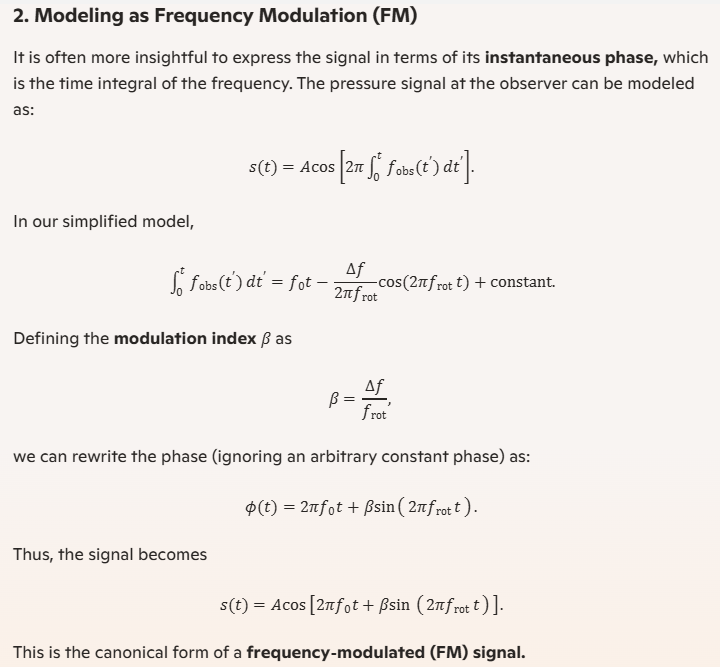 2. Modeling as Frequency Modulation (FM)
It is often more insightful to express the signal in terms of its instantaneous phase, which
is the time integral of the frequency. The pressure signal at the observer can be modeled
as:
s(t) = Acos [2π ∫₀ᵗ f_obs(t′) dt′].
In our simplified model,
∫₀ᵗ f_obs(t′) dt′ = f₀t − Δf/(2πf_rot) cos(2πf_rot t) + constant.
Defining the modulation index β as
β = Δf/f_rot,
we can rewrite the phase (ignoring an arbitrary constant phase) as:
ϕ(t) = 2πf₀t + βsin(2πf_rot t).
Thus, the signal becomes
s(t) = Acos[2πf₀t + βsin (2πf_rot t)].
This is the canonical form of a frequency-modulated (FM) signal.